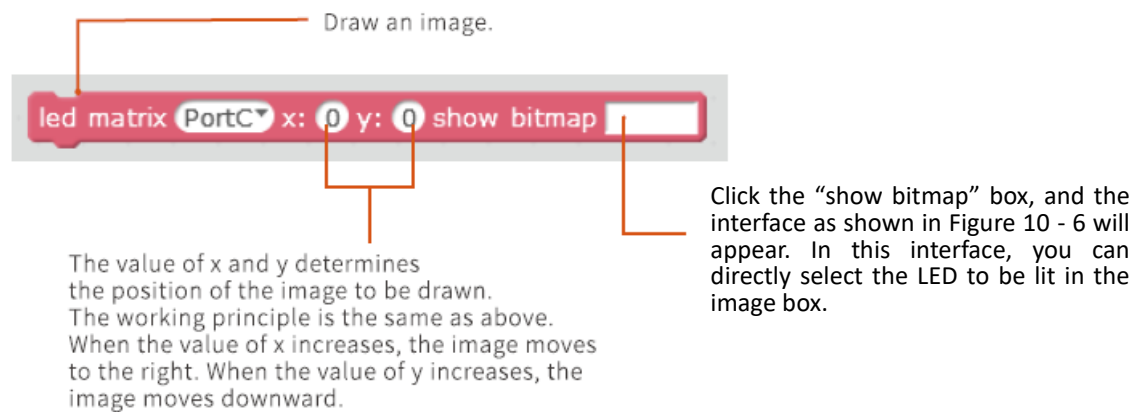 Draw an image.
led matrix PortC x: 0 y: 0 show bitmap
Click the “show bitmap” box, and the
interface as shown in Figure 10 - 6 will
appear. In this interface, you can
directly select the LED to be lit in the
image box.
The value of x and y determines
the position of the image to be drawn.
The working principle is the same as above.
When the value of x increases, the image moves
to the right. When the value of y increases, the
image moves downward.